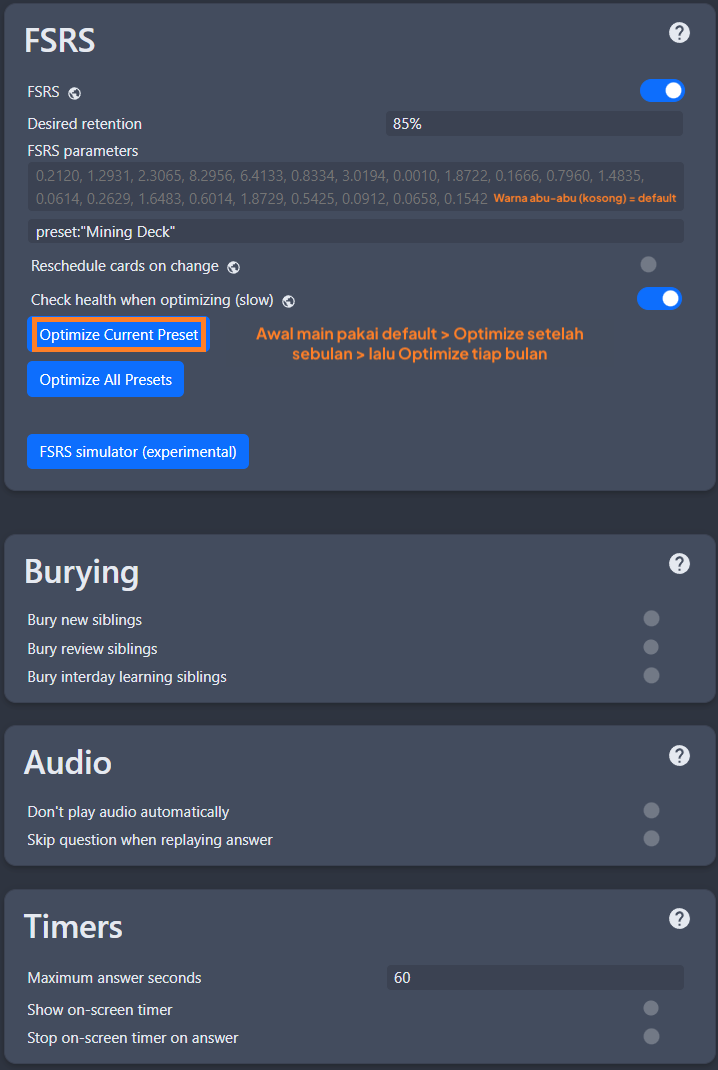 FSRS
FSRS
Desired retention 85%
FSRS parameters
0.2120, 1.2931, 2.3065, 8.2956, 6.4133, 0.8334, 3.0194, 0.0010, 1.8722, 0.1666, 0.7960, 1.4835,
0.0614, 0.2629, 1.6483, 0.6014, 1.8729, 0.5425, 0.0912, 0.0658, 0.1542 Warna abu-abu (kosong) = default
preset:"Mining Deck"
Reschedule cards on change
Check health when optimizing (slow)
Optimize Current Preset
Awal main pakai default > Optimize setelah
sebulan > lalu Optimize tiap bulan
Optimize All Presets
FSRS simulator (experimental)
Burying
Bury new siblings
Bury review siblings
Bury interday learning siblings
Audio
Don't play audio automatically
Skip question when replaying answer
Timers
Maximum answer seconds 60
Show on-screen timer
Stop on-screen timer on answer